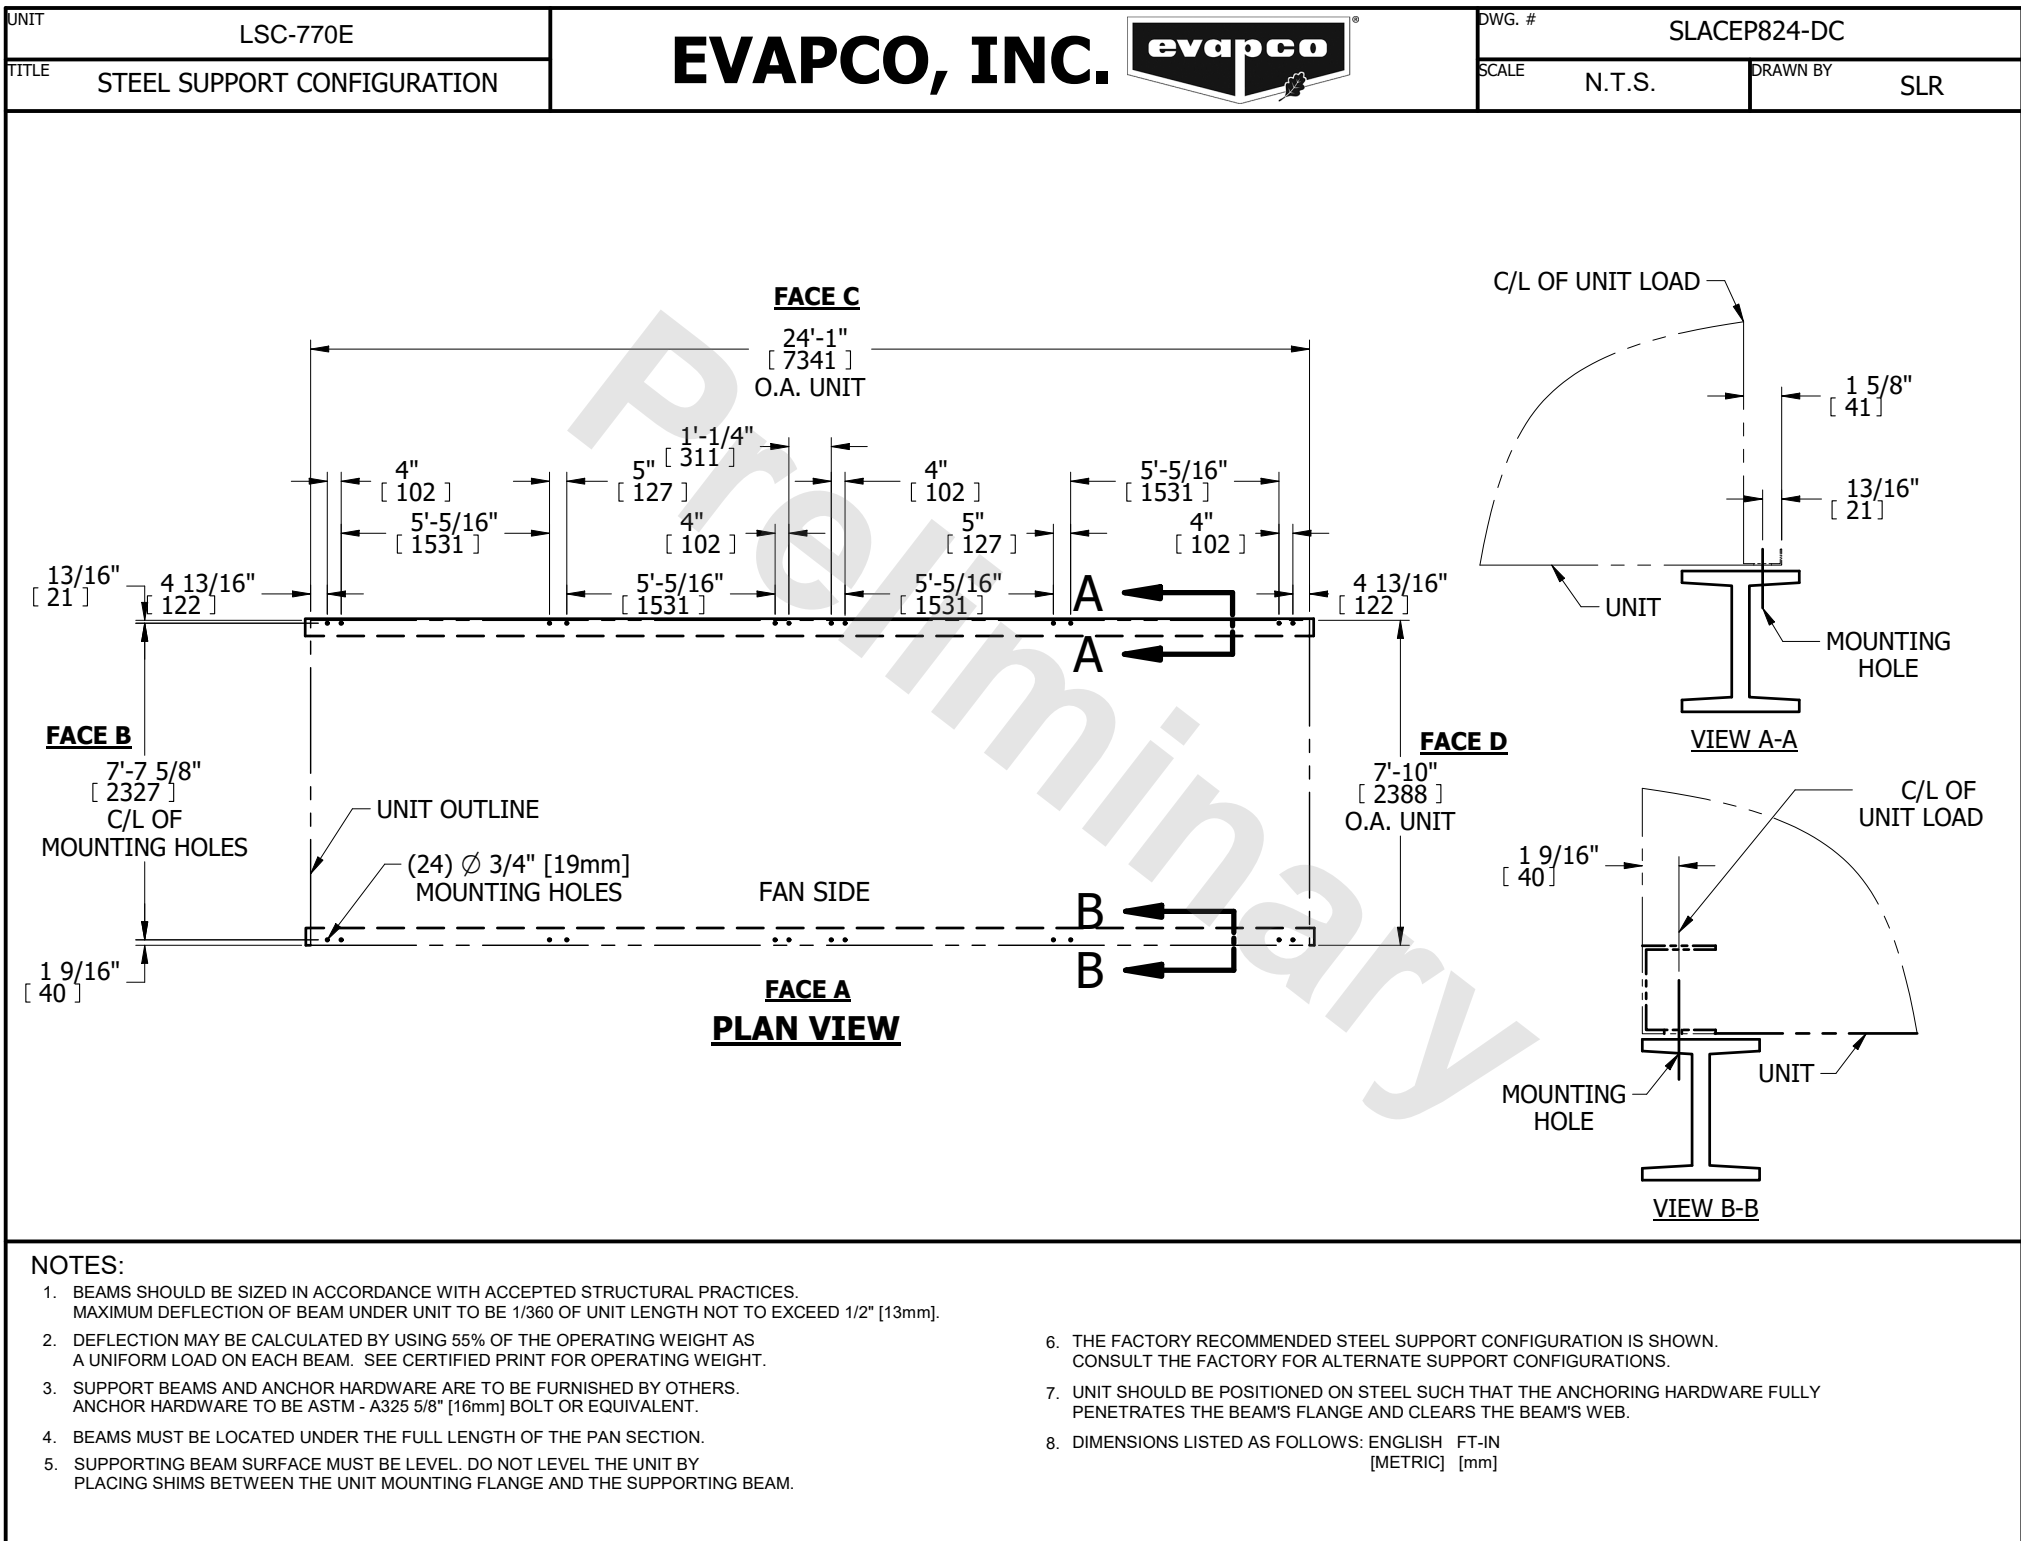 UNIT
LSC-770E
TITLE
STEEL SUPPORT CONFIGURATION
EVAPCO, INC.
evapco
®
DWG. #
SLACEP824-DC
SCALE
N.T.S.
DRAWN BY
SLR
Preliminary
FACE C
24'-1"
[ 7341 ]
O.A. UNIT
1'-1/4"
[ 311 ]
4"
[ 102 ]
5"
[ 127 ]
4"
[ 102 ]
5'-5/16"
[ 1531 ]
5'-5/16"
[ 1531 ]
4"
[ 102 ]
5"
[ 127 ]
4"
[ 102 ]
13/16"
[ 21 ]
4 13/16"
[ 122 ]
5'-5/16"
[ 1531 ]
5'-5/16"
[ 1531 ]
4 13/16"
[ 122 ]
A
A
FACE B
7'-7 5/8"
[ 2327 ]
C/L OF
MOUNTING HOLES
UNIT OUTLINE
(24) Ø 3/4" [19mm]
MOUNTING HOLES
FAN SIDE
FACE D
7'-10"
[ 2388 ]
O.A. UNIT
B
B
1 9/16"
[ 40 ]
FACE A
PLAN VIEW
C/L OF UNIT LOAD
1 5/8"
[ 41 ]
13/16"
[ 21 ]
UNIT
MOUNTING
HOLE
VIEW A-A
C/L OF
UNIT LOAD
1 9/16"
[ 40 ]
UNIT
MOUNTING
HOLE
VIEW B-B
NOTES:
1. BEAMS SHOULD BE SIZED IN ACCORDANCE WITH ACCEPTED STRUCTURAL PRACTICES.
MAXIMUM DEFLECTION OF BEAM UNDER UNIT TO BE 1/360 OF UNIT LENGTH NOT TO EXCEED 1/2" [13mm].
2. DEFLECTION MAY BE CALCULATED BY USING 55% OF THE OPERATING WEIGHT AS
A UNIFORM LOAD ON EACH BEAM. SEE CERTIFIED PRINT FOR OPERATING WEIGHT.
3. SUPPORT BEAMS AND ANCHOR HARDWARE ARE TO BE FURNISHED BY OTHERS.
ANCHOR HARDWARE TO BE ASTM - A325 5/8" [16mm] BOLT OR EQUIVALENT.
4. BEAMS MUST BE LOCATED UNDER THE FULL LENGTH OF THE PAN SECTION.
5. SUPPORTING BEAM SURFACE MUST BE LEVEL. DO NOT LEVEL THE UNIT BY
PLACING SHIMS BETWEEN THE UNIT MOUNTING FLANGE AND THE SUPPORTING BEAM.
6. THE FACTORY RECOMMENDED STEEL SUPPORT CONFIGURATION IS SHOWN.
CONSULT THE FACTORY FOR ALTERNATE SUPPORT CONFIGURATIONS.
7. UNIT SHOULD BE POSITIONED ON STEEL SUCH THAT THE ANCHORING HARDWARE FULLY
PENETRATES THE BEAM'S FLANGE AND CLEARS THE BEAM'S WEB.
8. DIMENSIONS LISTED AS FOLLOWS: ENGLISH FT-IN
[METRIC] [mm]